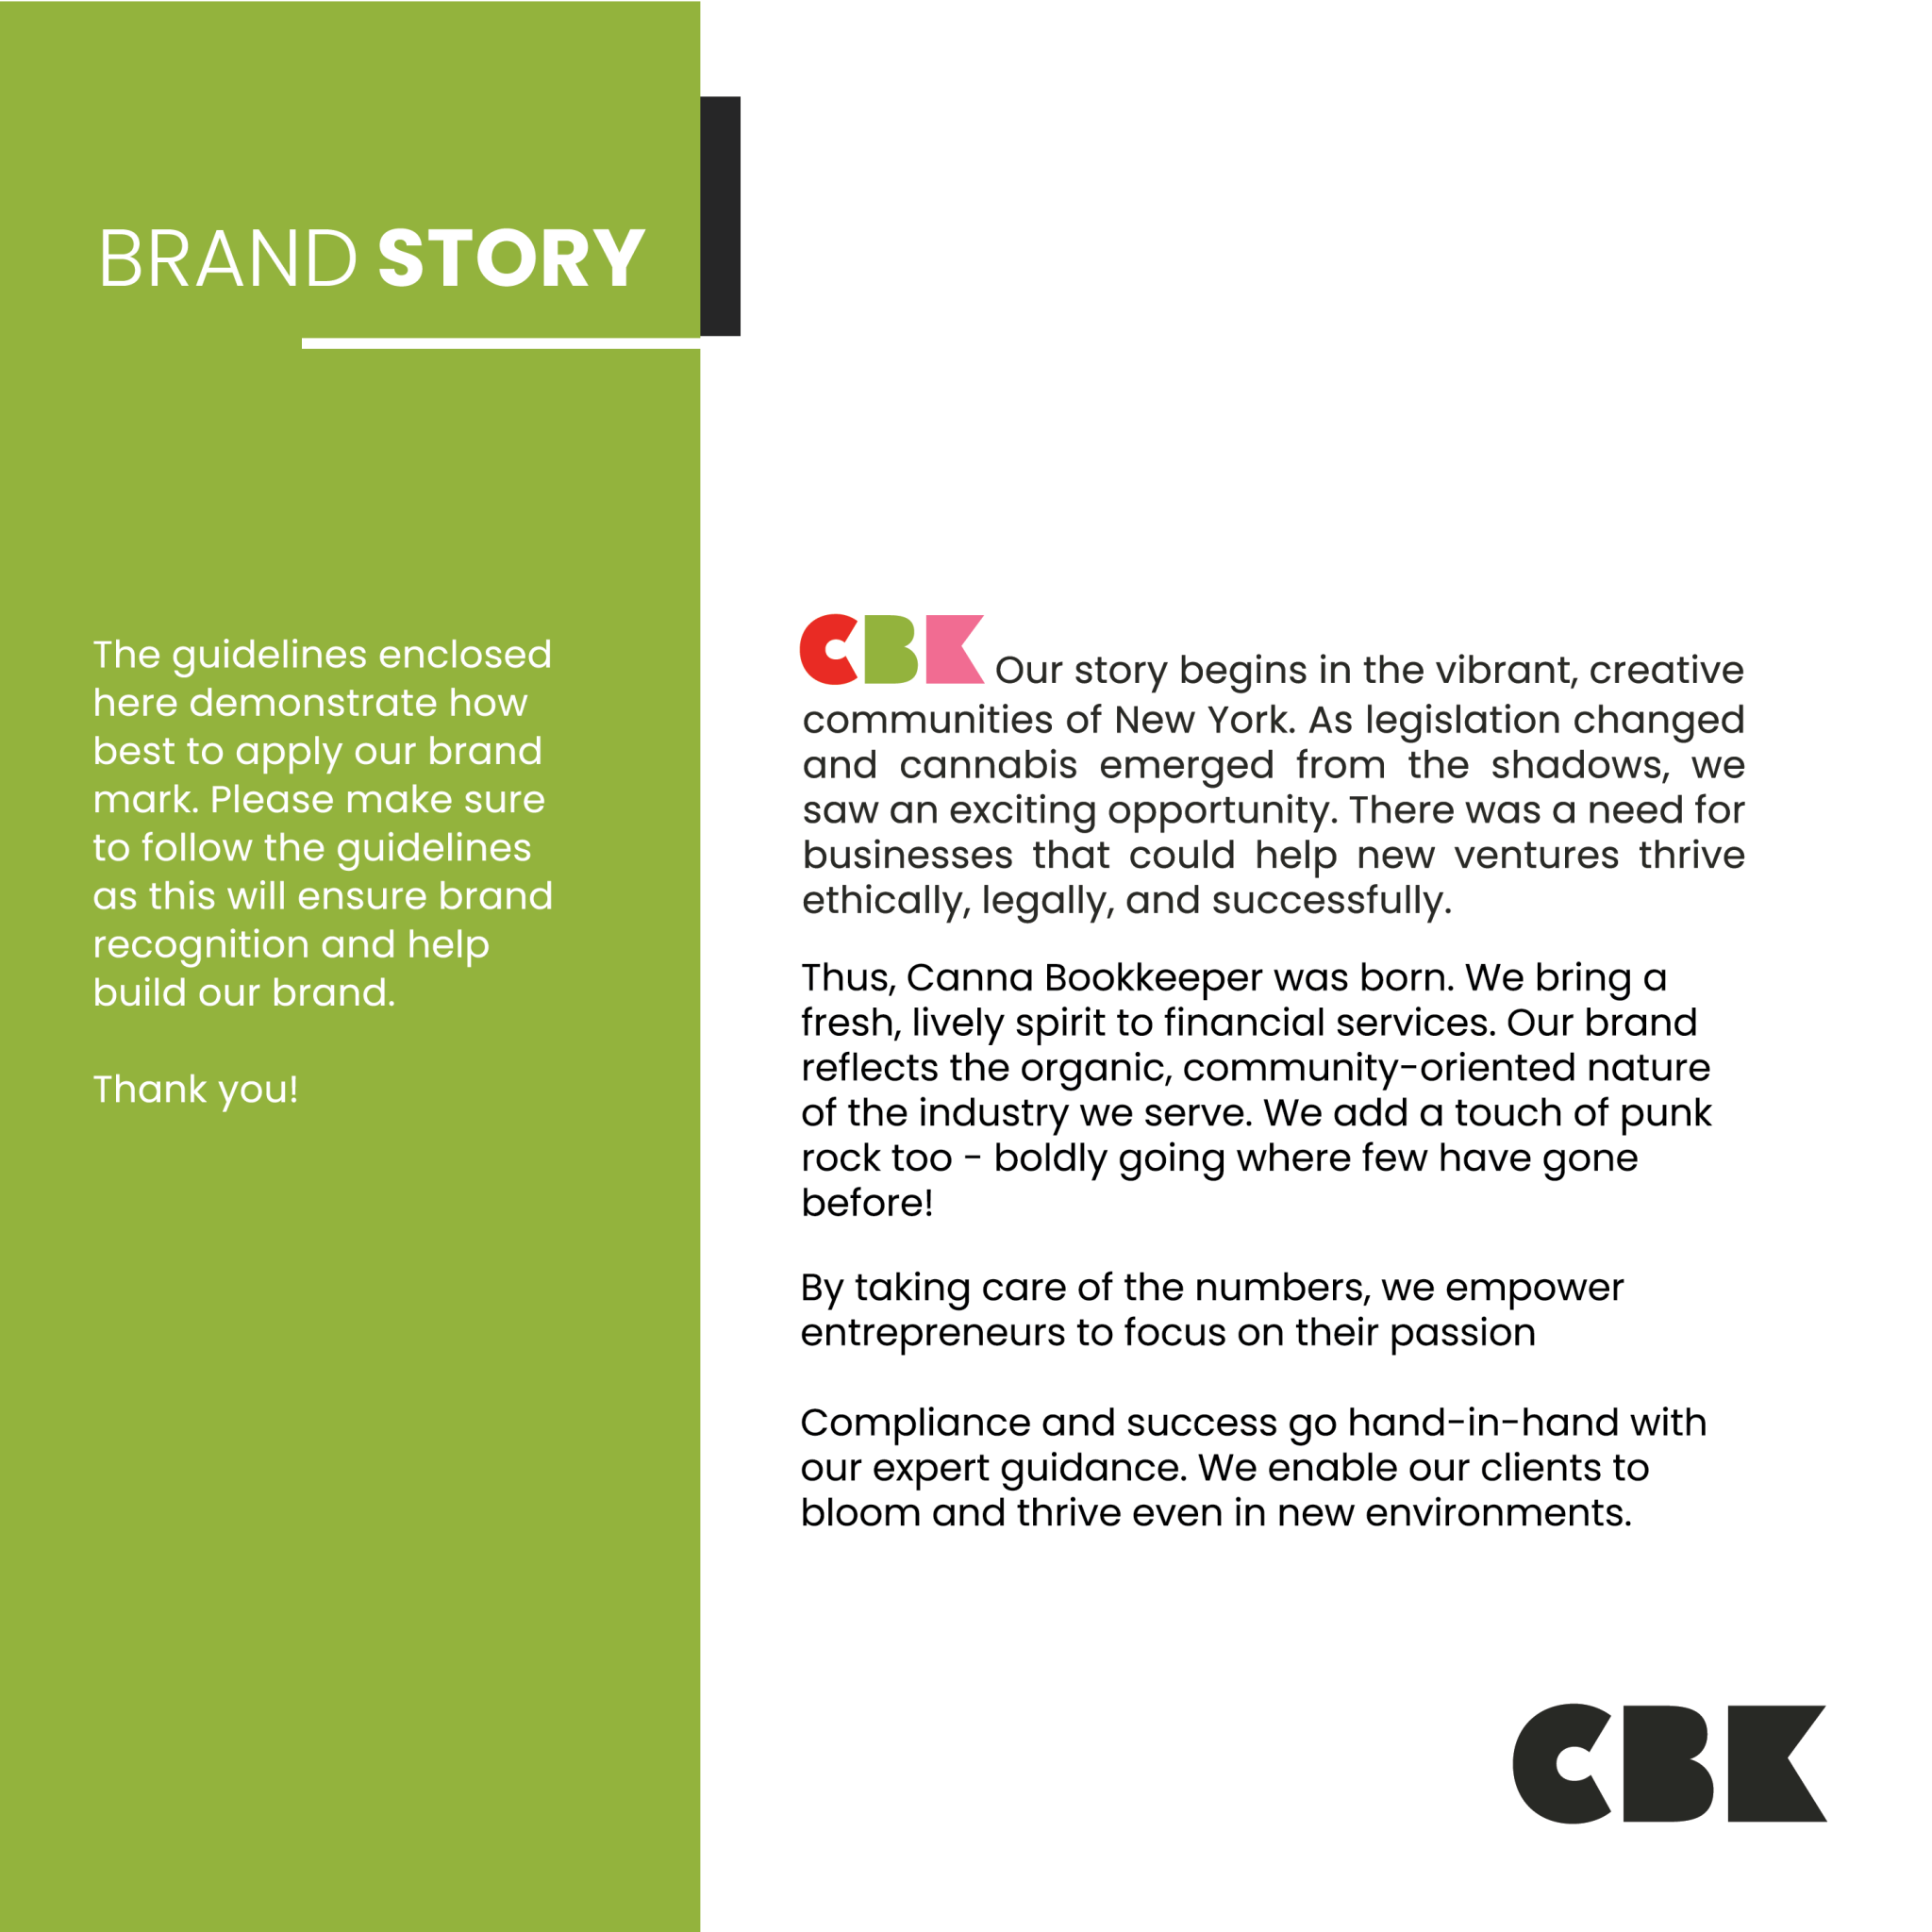 BRAND STORY
The guidelines enclosed
here demonstrate how
best to apply our brand
mark. Please make sure
to follow the guidelines
as this will ensure brand
recognition and help
build our brand.
Thank you!
CBK Our story begins in the vibrant, creative
communities of New York. As legislation changed
and cannabis emerged from the shadows, we
saw an exciting opportunity. There was a need for
businesses that could help new ventures thrive
ethically, legally, and successfully.
Thus, Canna Bookkeeper was born. We bring a
fresh, lively spirit to financial services. Our brand
reflects the organic, community-oriented nature
of the industry we serve. We add a touch of punk
rock too - boldly going where few have gone
before!
By taking care of the numbers, we empower
entrepreneurs to focus on their passion
Compliance and success go hand-in-hand with
our expert guidance. We enable our clients to
bloom and thrive even in new environments.
CBK